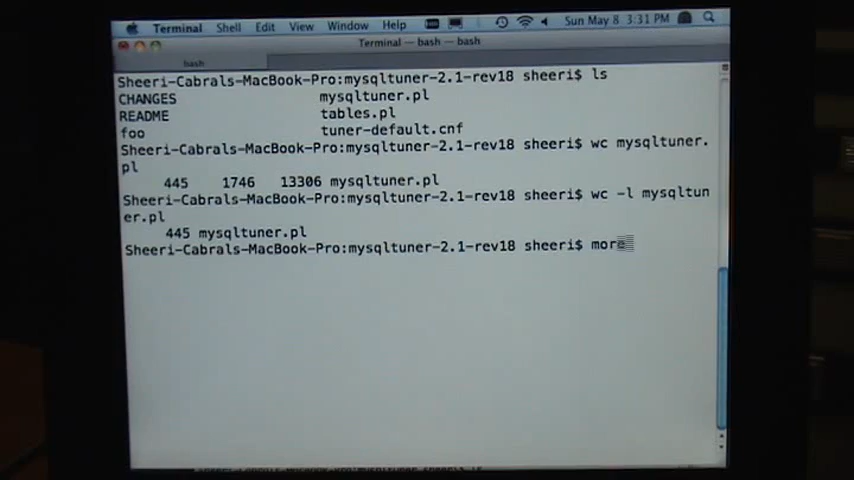 Terminal Shell Edit View Window Help Sun May 8 3:31 PM
Terminal — bash — bash
bash
Sheeri-Cabrals-MacBook-Pro:mysqltuner-2.1-rev18 sheeri$ ls
CHANGES mysqltuner.pl
README tables.pl
foo tuner-default.cnf
Sheeri-Cabrals-MacBook-Pro:mysqltuner-2.1-rev18 sheeri$ wc mysqltuner.
pl
445 1746 13306 mysqltuner.pl
Sheeri-Cabrals-MacBook-Pro:mysqltuner-2.1-rev18 sheeri$ wc -l mysqltun
er.pl
445 mysqltuner.pl
Sheeri-Cabrals-MacBook-Pro:mysqltuner-2.1-rev18 sheeri$ more